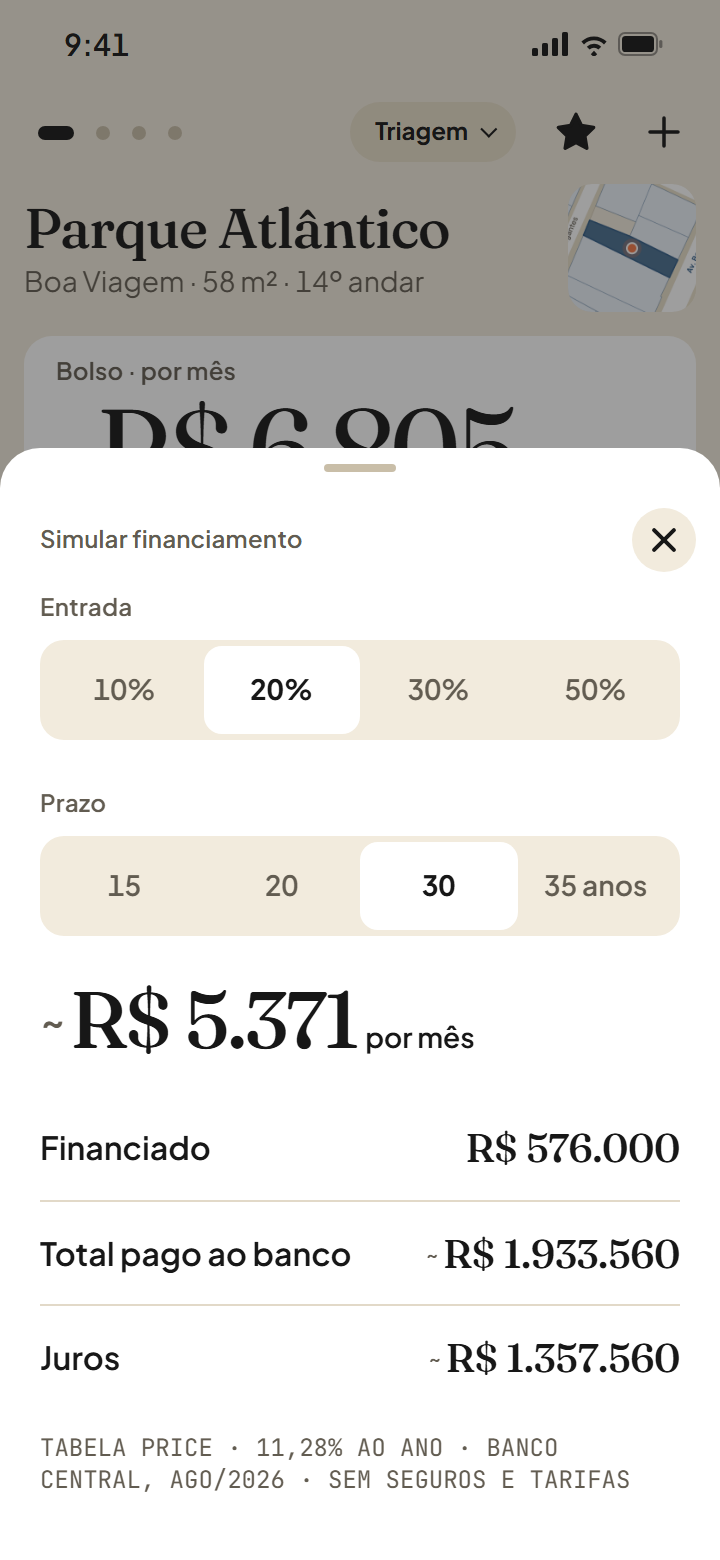 9:41
Triagem
Parque Atlântico
Boa Viagem · 58 m² · 14º andar
Bolso · por mês
R$ 6.805
Simular financiamento
Entrada
10% 20% 30% 50%
Prazo
15 20 30 35 anos
~ R$ 5.371 por mês
Financiado R$ 576.000
Total pago ao banco ~ R$ 1.933.560
Juros ~ R$ 1.357.560
TABELA PRICE · 11,28% AO ANO · BANCO
CENTRAL, AGO/2026 · SEM SEGUROS E TARIFAS